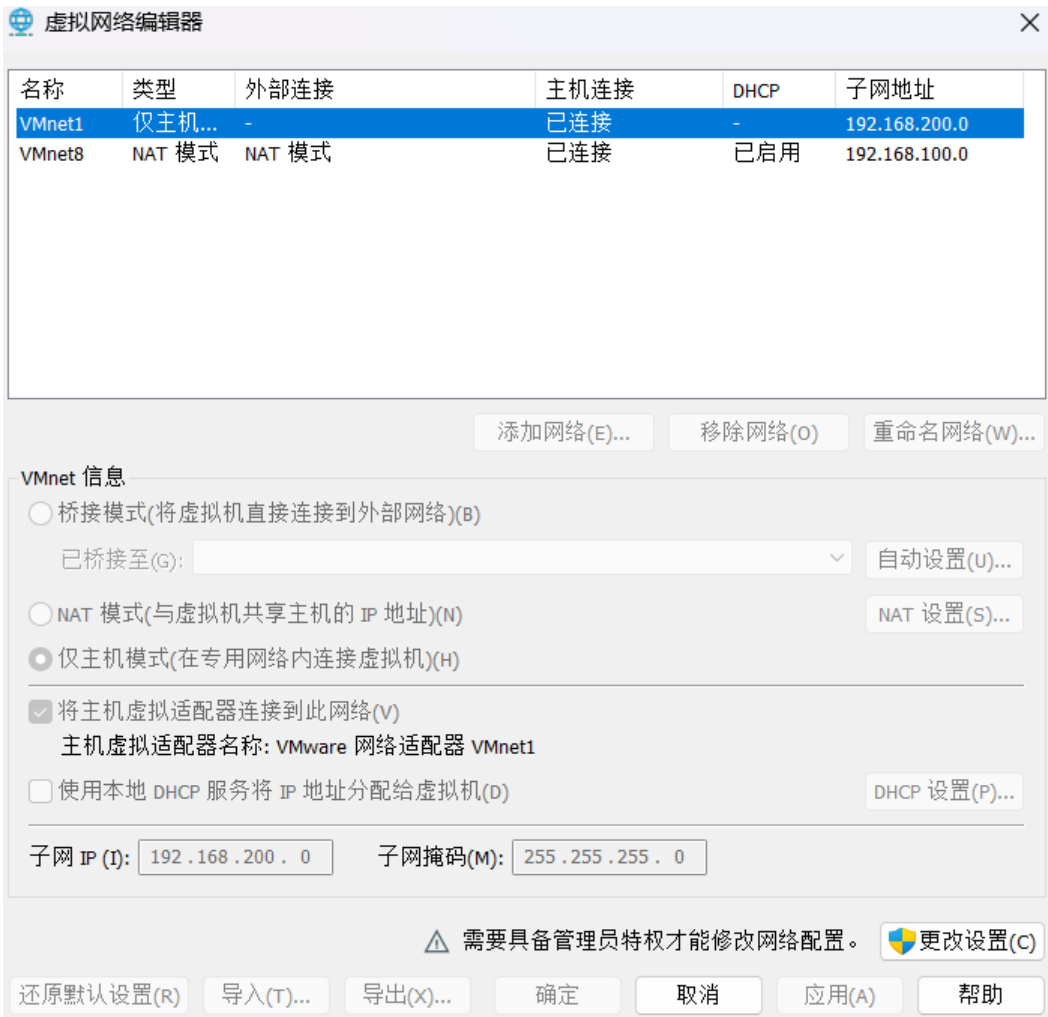 虚拟网络编辑器
名称 类型 外部连接 主机连接 DHCP 子网地址
VMnet1 仅主机... - 已连接 - 192.168.200.0
VMnet8 NAT 模式 NAT 模式 已连接 已启用 192.168.100.0
添加网络(E)... 移除网络(O) 重命名网络(W)...
VMnet 信息
桥接模式(将虚拟机直接连接到外部网络)(B)
已桥接至(G): 自动设置(U)...
NAT 模式(与虚拟机共享主机的 IP 地址)(N) NAT 设置(S)...
仅主机模式(在专用网络内连接虚拟机)(H)
将主机虚拟适配器连接到此网络(V)
主机虚拟适配器名称: VMware 网络适配器 VMnet1
使用本地 DHCP 服务将 IP 地址分配给虚拟机(D) DHCP 设置(P)...
子网 IP (I): 192.168.200. 0 子网掩码(M): 255.255.255. 0
需要具备管理员特权才能修改网络配置。 更改设置(C)
还原默认设置(R) 导入(T)... 导出(X)... 确定 取消 应用(A) 帮助